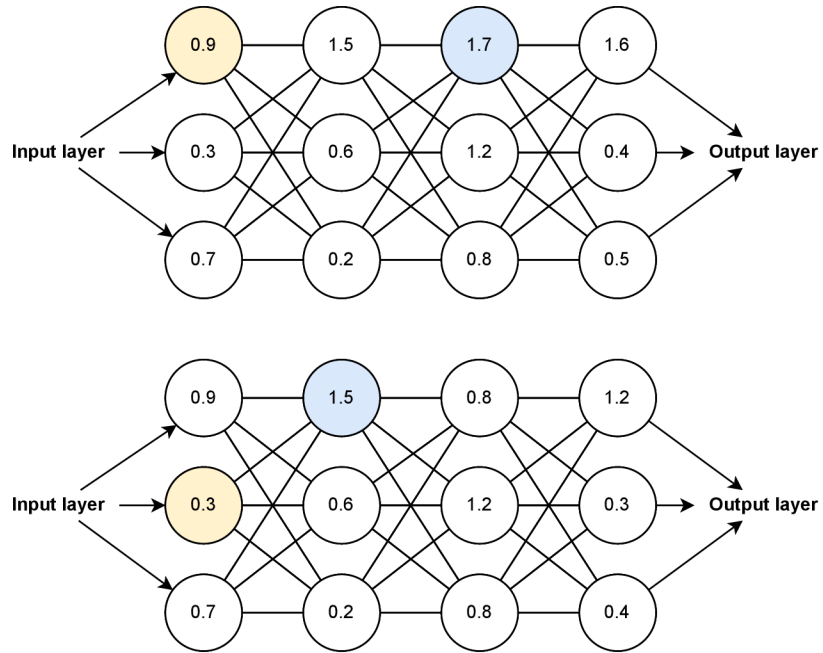 0.9 1.5 1.7 1.6
Input layer 0.3 0.6 1.2 0.4 Output layer
0.7 0.2 0.8 0.5
0.9 1.5 0.8 1.2
Input layer 0.3 0.6 1.2 0.3 Output layer
0.7 0.2 0.8 0.4